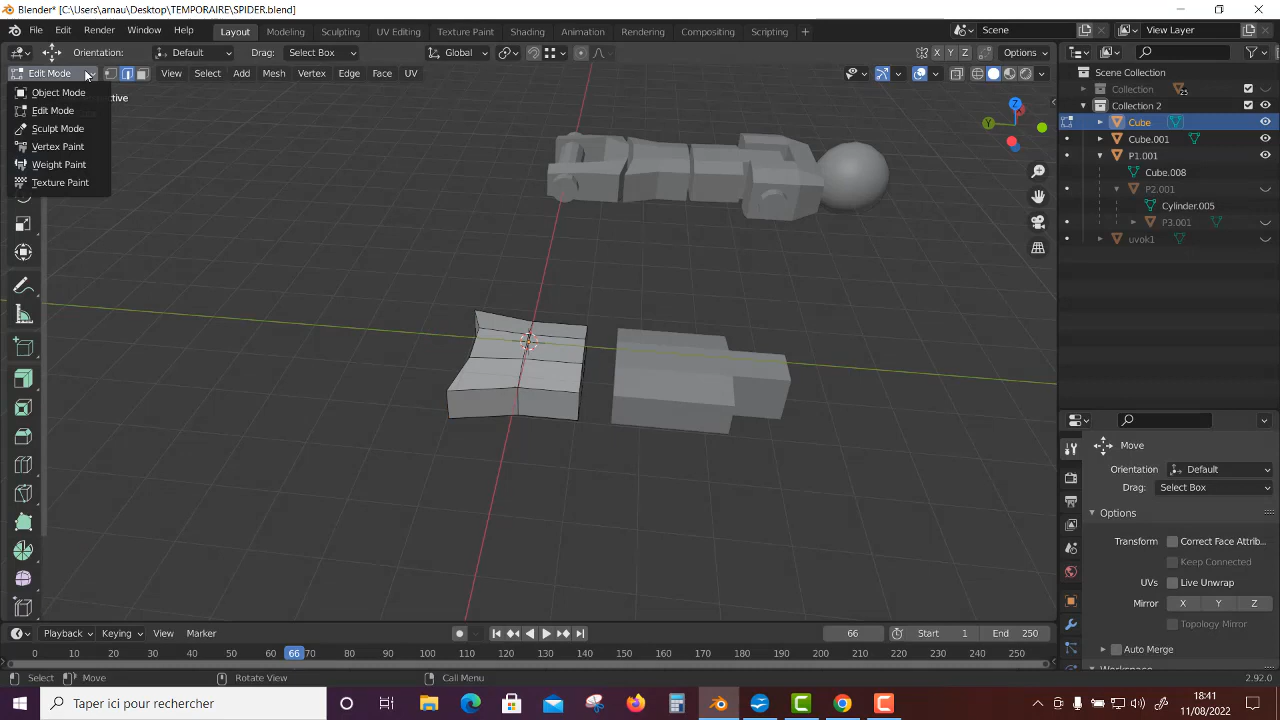 Blender* [C:\Users\arnau\Desktop\TEMPORAIRE\SPIDER.blend]
File Edit Render Window Help Layout Modeling Sculpting UV Editing Texture Paint Shading Animation Rendering Compositing Scripting + Scene View Layer
Orientation: Default Drag: Select Box Global X Y Z Options
Edit Mode View Select Add Mesh Vertex Edge Face UV
Object Mode
Edit Mode
Sculpt Mode
Vertex Paint
Weight Paint
Texture Paint
Z
Y
Scene Collection
Collection 25
Collection 2
Cube
Cube.001
P1.001
Cube.008
P2.001
Cylinder.005
P3.001
uvok1
Move
Orientation Default
Drag: Select Box
Options
Transform Correct Face Attrib...
Keep Connected
UVs Live Unwrap
Mirror X Y Z
Topology Mirror
Auto Merge
Playback Keying View Marker 66 Start 1 End 250
0 10 20 30 40 50 60 66 70 80 90 100 110 120 130 140 150 160 170 180 190 200 210 220 230 240 250
Select Move Rotate View Call Menu 2.92.0
Taperici pour rechercher
18:41
11/08/2022